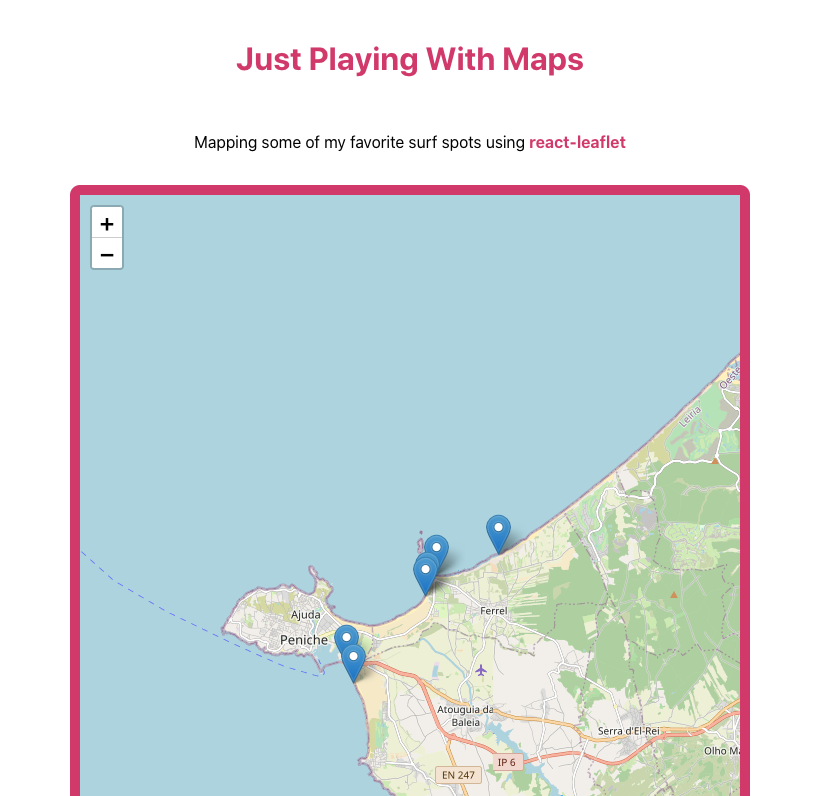 Just Playing With Maps
Mapping some of my favorite surf spots using react-leaflet
+
−
Oeste
Leiria
Ajuda
Ferrel
Peniche
Atouguia da
Baleia
Serra d'El-Rei
Olho Ma
IP 6
EN 247